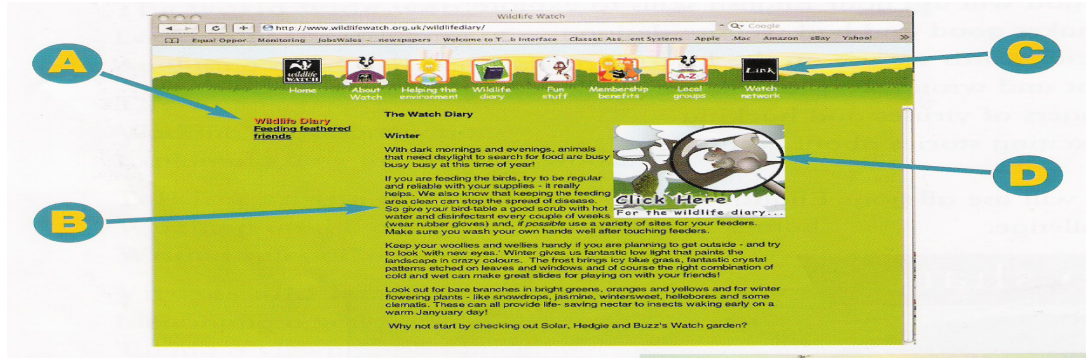 Wildlife Watch
http://www.wildlifewatch.org.uk/wildlifediary/
Q- Google
Equal Oppor... Monitoring JobsWales - ...newspapers Welcome to T...b Interface Classet: Ass...ent Systems Apple .Mac Amazon eBay Yahoo! »
A
C
wildlife
WATCH
A-Z
Link
Home
About Watch
Helping the environment
Wildlife diary
Fun stuff
Membership benefits
Local groups
Watch network
Wildlife Diary
Feeding feathered
friends
The Watch Diary
Winter
With dark mornings and evenings, animals
that need daylight to search for food are busy
busy busy at this time of year!
If you are feeding the birds, try to be regular
and reliable with your supplies - it really
helps. We also know that keeping the feeding
area clean can stop the spread of disease.
So give your bird-table a good scrub with hot
water and disinfectant every couple of weeks
(wear rubber gloves) and, if possible use a variety of sites for your feeders.
Make sure you wash your own hands well after touching feeders.
Click Here
For the wildlife diary...
D
B
Keep your woollies and wellies handy if you are planning to get outside - and try
to look 'with new eyes.' Winter gives us fantastic low light that paints the
landscape in crazy colours. The frost brings icy blue grass, fantastic crystal
patterns etched on leaves and windows and of course the right combination of
cold and wet can make great slides for playing on with your friends!
Look out for bare branches in bright greens, oranges and yellows and for winter
flowering plants - like snowdrops, jasmine, wintersweet, hellebores and some
clematis. These can all provide life- saving nectar to insects waking early on a
warm Janyuary day!
Why not start by checking out Solar, Hedgie and Buzz's Watch garden?